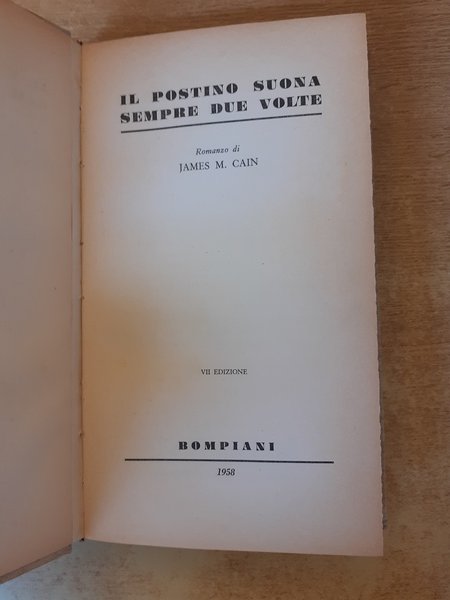 IL POSTINO SUONA
SEMPRE DUE VOLTE
Romanzo di
JAMES M. CAIN
VII EDIZIONE
BOMPIANI
1958